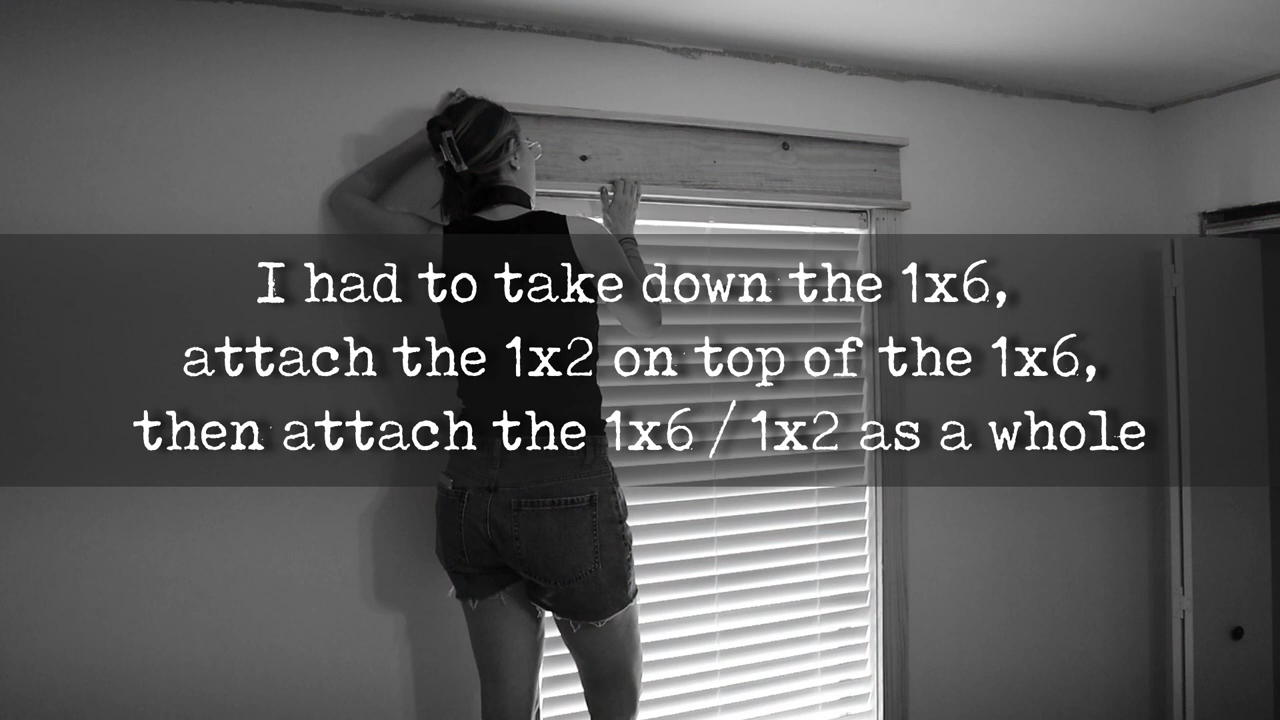 I had to take down the 1x6,
attach the 1x2 on top of the 1x6,
then attach the 1x6 / 1x2 as a whole